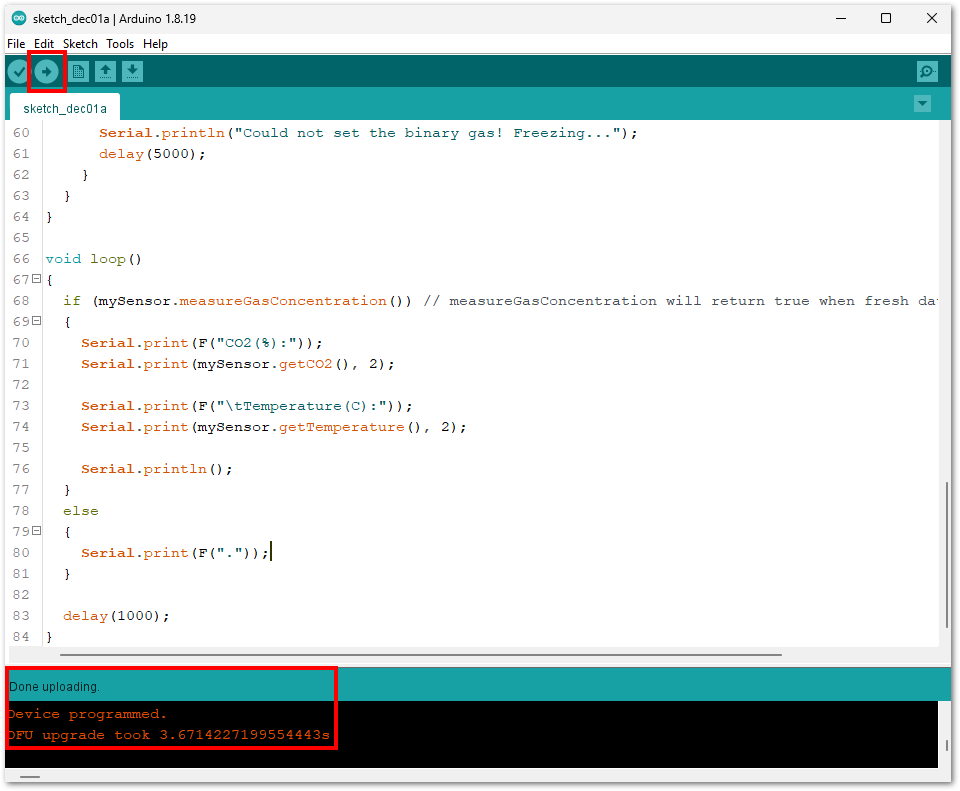 sketch_dec01a | Arduino 1.8.19
File Edit Sketch Tools Help
sketch_dec01a
60 Serial.println("Could not set the binary gas! Freezing...");
61 delay(5000);
62 }
63 }
64 }
65
66 void loop()
67 {
68 if (mySensor.measureGasConcentration()) // measureGasConcentration will return true when fresh da
69 {
70 Serial.print(F("CO2(%):"));
71 Serial.print(mySensor.getCO2(), 2);
72
73 Serial.print(F("\tTemperature(C):"));
74 Serial.print(mySensor.getTemperature(), 2);
75
76 Serial.println();
77 }
78 else
79 {
80 Serial.print(F("."));
81 }
82
83 delay(1000);
84 }
Done uploading.
Device programmed.
DFU upgrade took 3.6714227199554443s